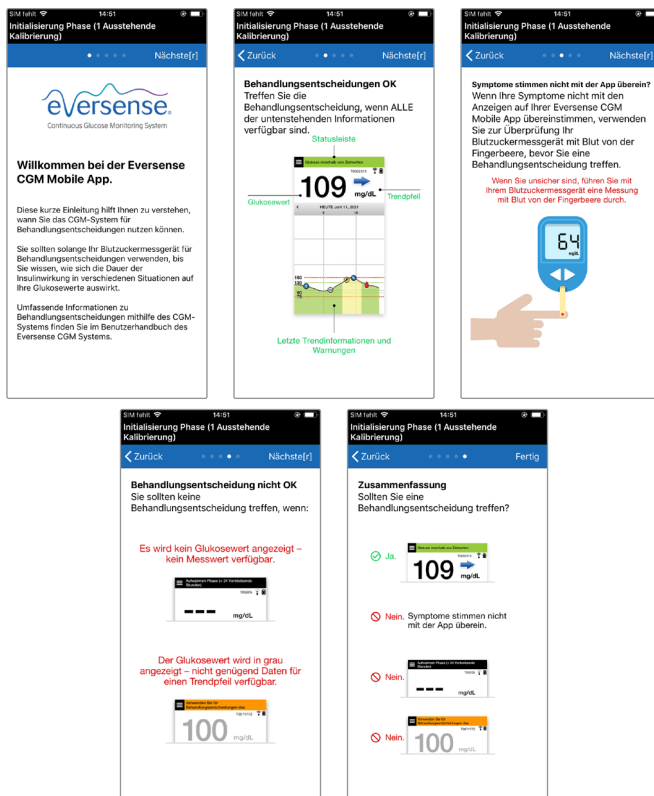 SIM fehlt 14:51
Initialisierung Phase (1 Ausstehende
Kalibrierung)
Nächste[r]
eversense.
Continuous Glucose Monitoring System
Willkommen bei der Eversense
CGM Mobile App.
Diese kurze Einleitung hilft Ihnen zu verstehen,
wann Sie das CGM-System für
Behandlungsentscheidungen nutzen können.
Sie sollten solange Ihr Blutzuckermessgerät für
Behandlungsentscheidungen verwenden, bis
Sie wissen, wie sich die Dauer der
Insulinwirkung in verschiedenen Situationen auf
Ihre Glukosewerte auswirkt.
Umfassende Informationen zu
Behandlungsentscheidungen mithilfe des CGM-
Systems finden Sie im Benutzerhandbuch des
Eversense CGM Systems.
SIM fehlt 14:51
Initialisierung Phase (1 Ausstehende
Kalibrierung)
Zurück Nächste[r]
Behandlungsentscheidungen OK
Treffen Sie die
Behandlungsentscheidung, wenn ALLE
der untenstehenden Informationen
verfügbar sind.
Statusleiste
Glukose innerhalb von Zielwerten
109 mg/dL
Glukosewert
Trendpfeil
HEUTE Juni 11, 2021
Letzte Trendinformationen und
Warnungen
SIM fehlt 14:51
Initialisierung Phase (1 Ausstehende
Kalibrierung)
Zurück Nächste[r]
Symptome stimmen nicht mit der App überein?
Wenn Ihre Symptome nicht mit den
Anzeigen auf Ihrer Eversense CGM
Mobile App übereinstimmen, verwenden
Sie zur Überprüfung Ihr
Blutzuckermessgerät mit Blut von der
Fingerbeere, bevor Sie eine
Behandlungsentscheidung treffen.
Wenn Sie unsicher sind, führen Sie mit
Ihrem Blutzuckermessgerät eine Messung
mit Blut von der Fingerbeere durch.
64
SIM fehlt 14:51
Initialisierung Phase (1 Ausstehende
Kalibrierung)
Zurück Nächste[r]
Behandlungsentscheidung nicht OK
Sie sollten keine
Behandlungsentscheidung treffen, wenn:
Es wird kein Glukosewert angezeigt –
kein Messwert verfügbar.
--- mg/dL
Der Glukosewert wird in grau
angezeigt – nicht genügend Daten für
einen Trendpfeil verfügbar.
100 mg/dL
SIM fehlt 14:51
Initialisierung Phase (1 Ausstehende
Kalibrierung)
Zurück Fertig
Zusammenfassung
Sollten Sie eine
Behandlungsentscheidung treffen?
Ja.
Glukose innerhalb von Zielwerten
109 mg/dL
Nein. Symptome stimmen nicht
mit der App überein.
Nein.
--- mg/dL
Nein.
100 mg/dL